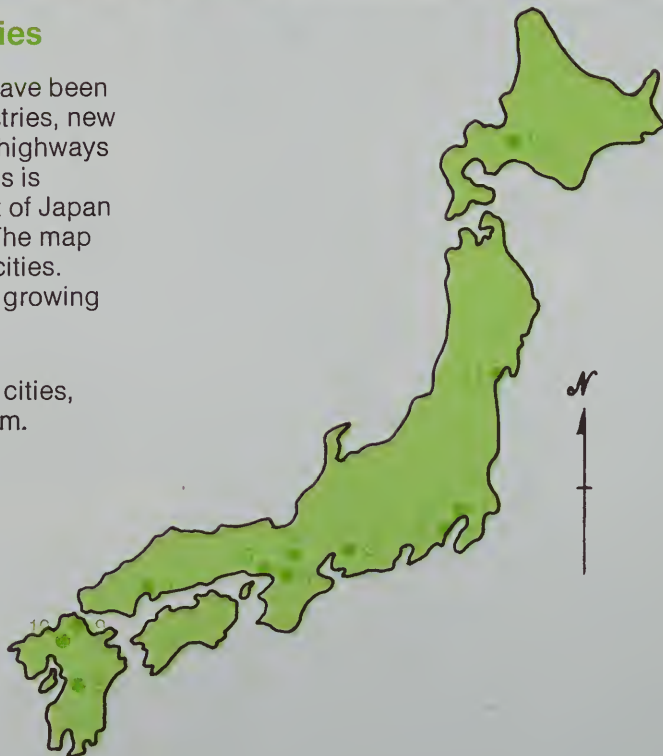 ies
ave been
tries, new
highways
s is
t of Japan
The map
cities.
growing
cities,
m.
N